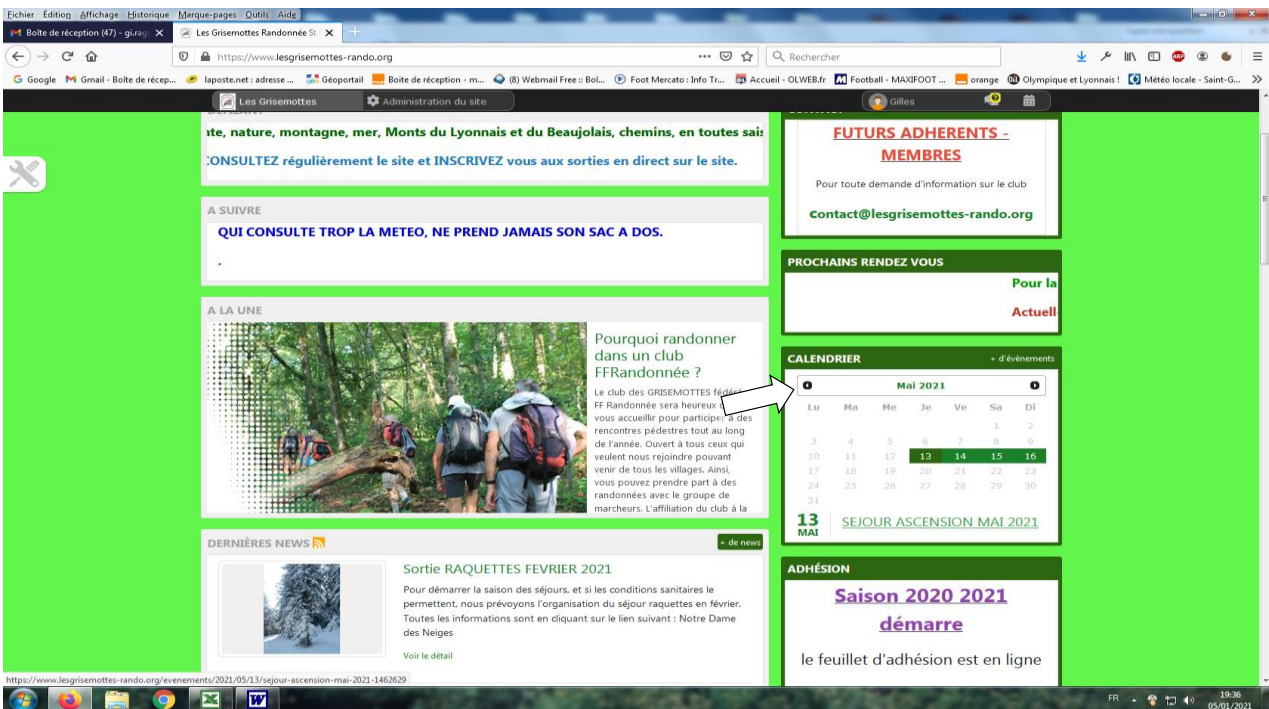 Fichier Édition Affichage Historique Marque-pages Outils Aide
Boîte de réception (47) - gi.rag
Les Grisemottes Randonnée St
https://www.lesgrisemottes-rando.org
Rechercher
Google
Gmail - Boîte de récep...
laposte.net : adresse ...
Géoportail
Boite de réception - m...
(8) Webmail Free :: Boî...
Foot Mercato : Info Tr...
Accueil - OLWEB.fr
Football - MAXIFOOT ...
orange
Olympique et Lyonnais !
Météo locale - Saint-G...
Les Grisemottes
Administration du site
Gilles
nte, nature, montagne, mer, Monts du Lyonnais et du Beaujolais, chemins, en toutes sais
CONSULTEZ régulièrement le site et INSCRIVEZ vous aux sorties en direct sur le site.
A SUIVRE
QUI CONSULTE TROP LA METEO, NE PREND JAMAIS SON SAC A DOS.
.
A LA UNE
Pourquoi randonner
dans un club
FFRandonnée ?
Le club des GRISEMOTTES fédéré
FF Randonnée sera heureux
vous accueillir pour participer à des
rencontres pédestres tout au long
de l'année. Ouvert à tous ceux qui
veulent nous rejoindre pouvant
venir de tous les villages. Ainsi,
vous pouvez prendre part à des
randonnées avec le groupe de
marcheurs. L'affiliation du club à la
DERNIÈRES NEWS
+ de news
Sortie RAQUETTES FEVRIER 2021
Pour démarrer la saison des séjours, et si les conditions sanitaires le
permettent, nous prévoyons l'organisation du séjour raquettes en février.
Toutes les informations sont en cliquant sur le lien suivant : Notre Dame
des Neiges
Voir le détail
FUTURS ADHERENTS -
MEMBRES
Pour toute demande d'information sur le club
contact@lesgrisemottes-rando.org
PROCHAINS RENDEZ VOUS
Pour la
Actuell
CALENDRIER
+ d'évènements
Mai 2021
Lu Ma Me Je Ve Sa Di
1 2
3 4 5 6 7 8 9
10 11 12 13 14 15 16
17 18 19 20 21 22 23
24 25 26 27 28 29 30
31
13
MAI
SEJOUR ASCENSION MAI 2021
ADHÉSION
Saison 2020 2021
démarre
le feuillet d'adhésion est en ligne
https://www.lesgrisemottes-rando.org/evenements/2021/05/13/sejour-ascension-mai-2021-1462629
FR
19:36
05/01/2021